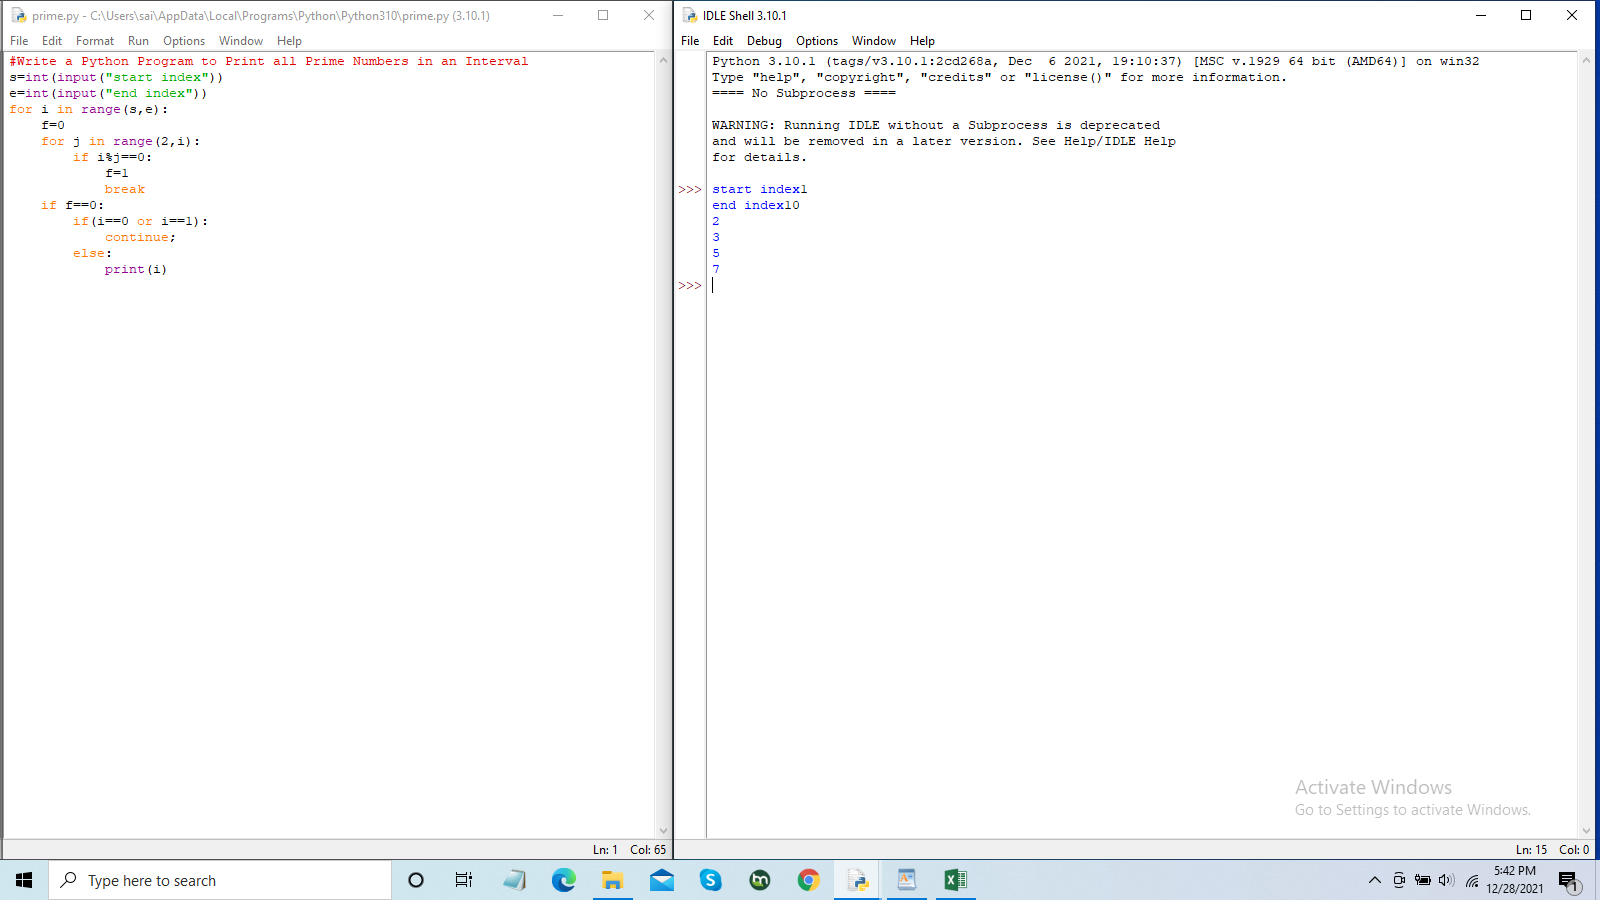 prime.py - C:\Users\sai\AppData\Local\Programs\Python\Python310\prime.py (3.10.1)
File Edit Format Run Options Window Help
#Write a Python Program to Print all Prime Numbers in an Interval
s=int(input("start index"))
e=int(input("end index"))
for i in range(s,e):
    f=0
    for j in range(2,i):
        if i%j==0:
            f=1
            break
    if f==0:
        if(i==0 or i==1):
            continue;
        else:
            print(i)
Ln: 1 Col: 65
IDLE Shell 3.10.1
File Edit Debug Options Window Help
Python 3.10.1 (tags/v3.10.1:2cd268a, Dec  6 2021, 19:10:37) [MSC v.1929 64 bit (AMD64)] on win32
Type "help", "copyright", "credits" or "license()" for more information.
==== No Subprocess ====
WARNING: Running IDLE without a Subprocess is deprecated
and will be removed in a later version. See Help/IDLE Help
for details.
>>> start index1
end index10
2
3
5
7
>>>
Activate Windows
Go to Settings to activate Windows.
Ln: 15 Col: 0
Type here to search
5:42 PM
12/28/2021
1